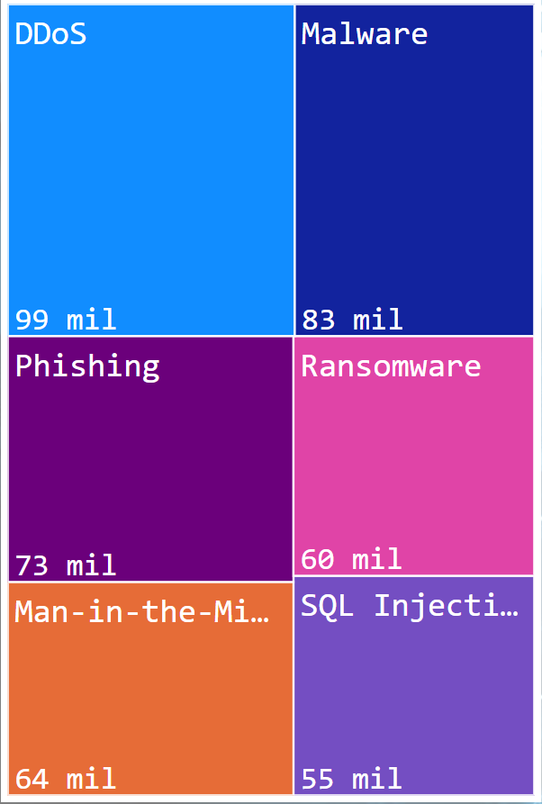 DDoS
99 mil
Malware
83 mil
Phishing
73 mil
Ransomware
60 mil
Man-in-the-Mi…
64 mil
SQL Injecti…
55 mil